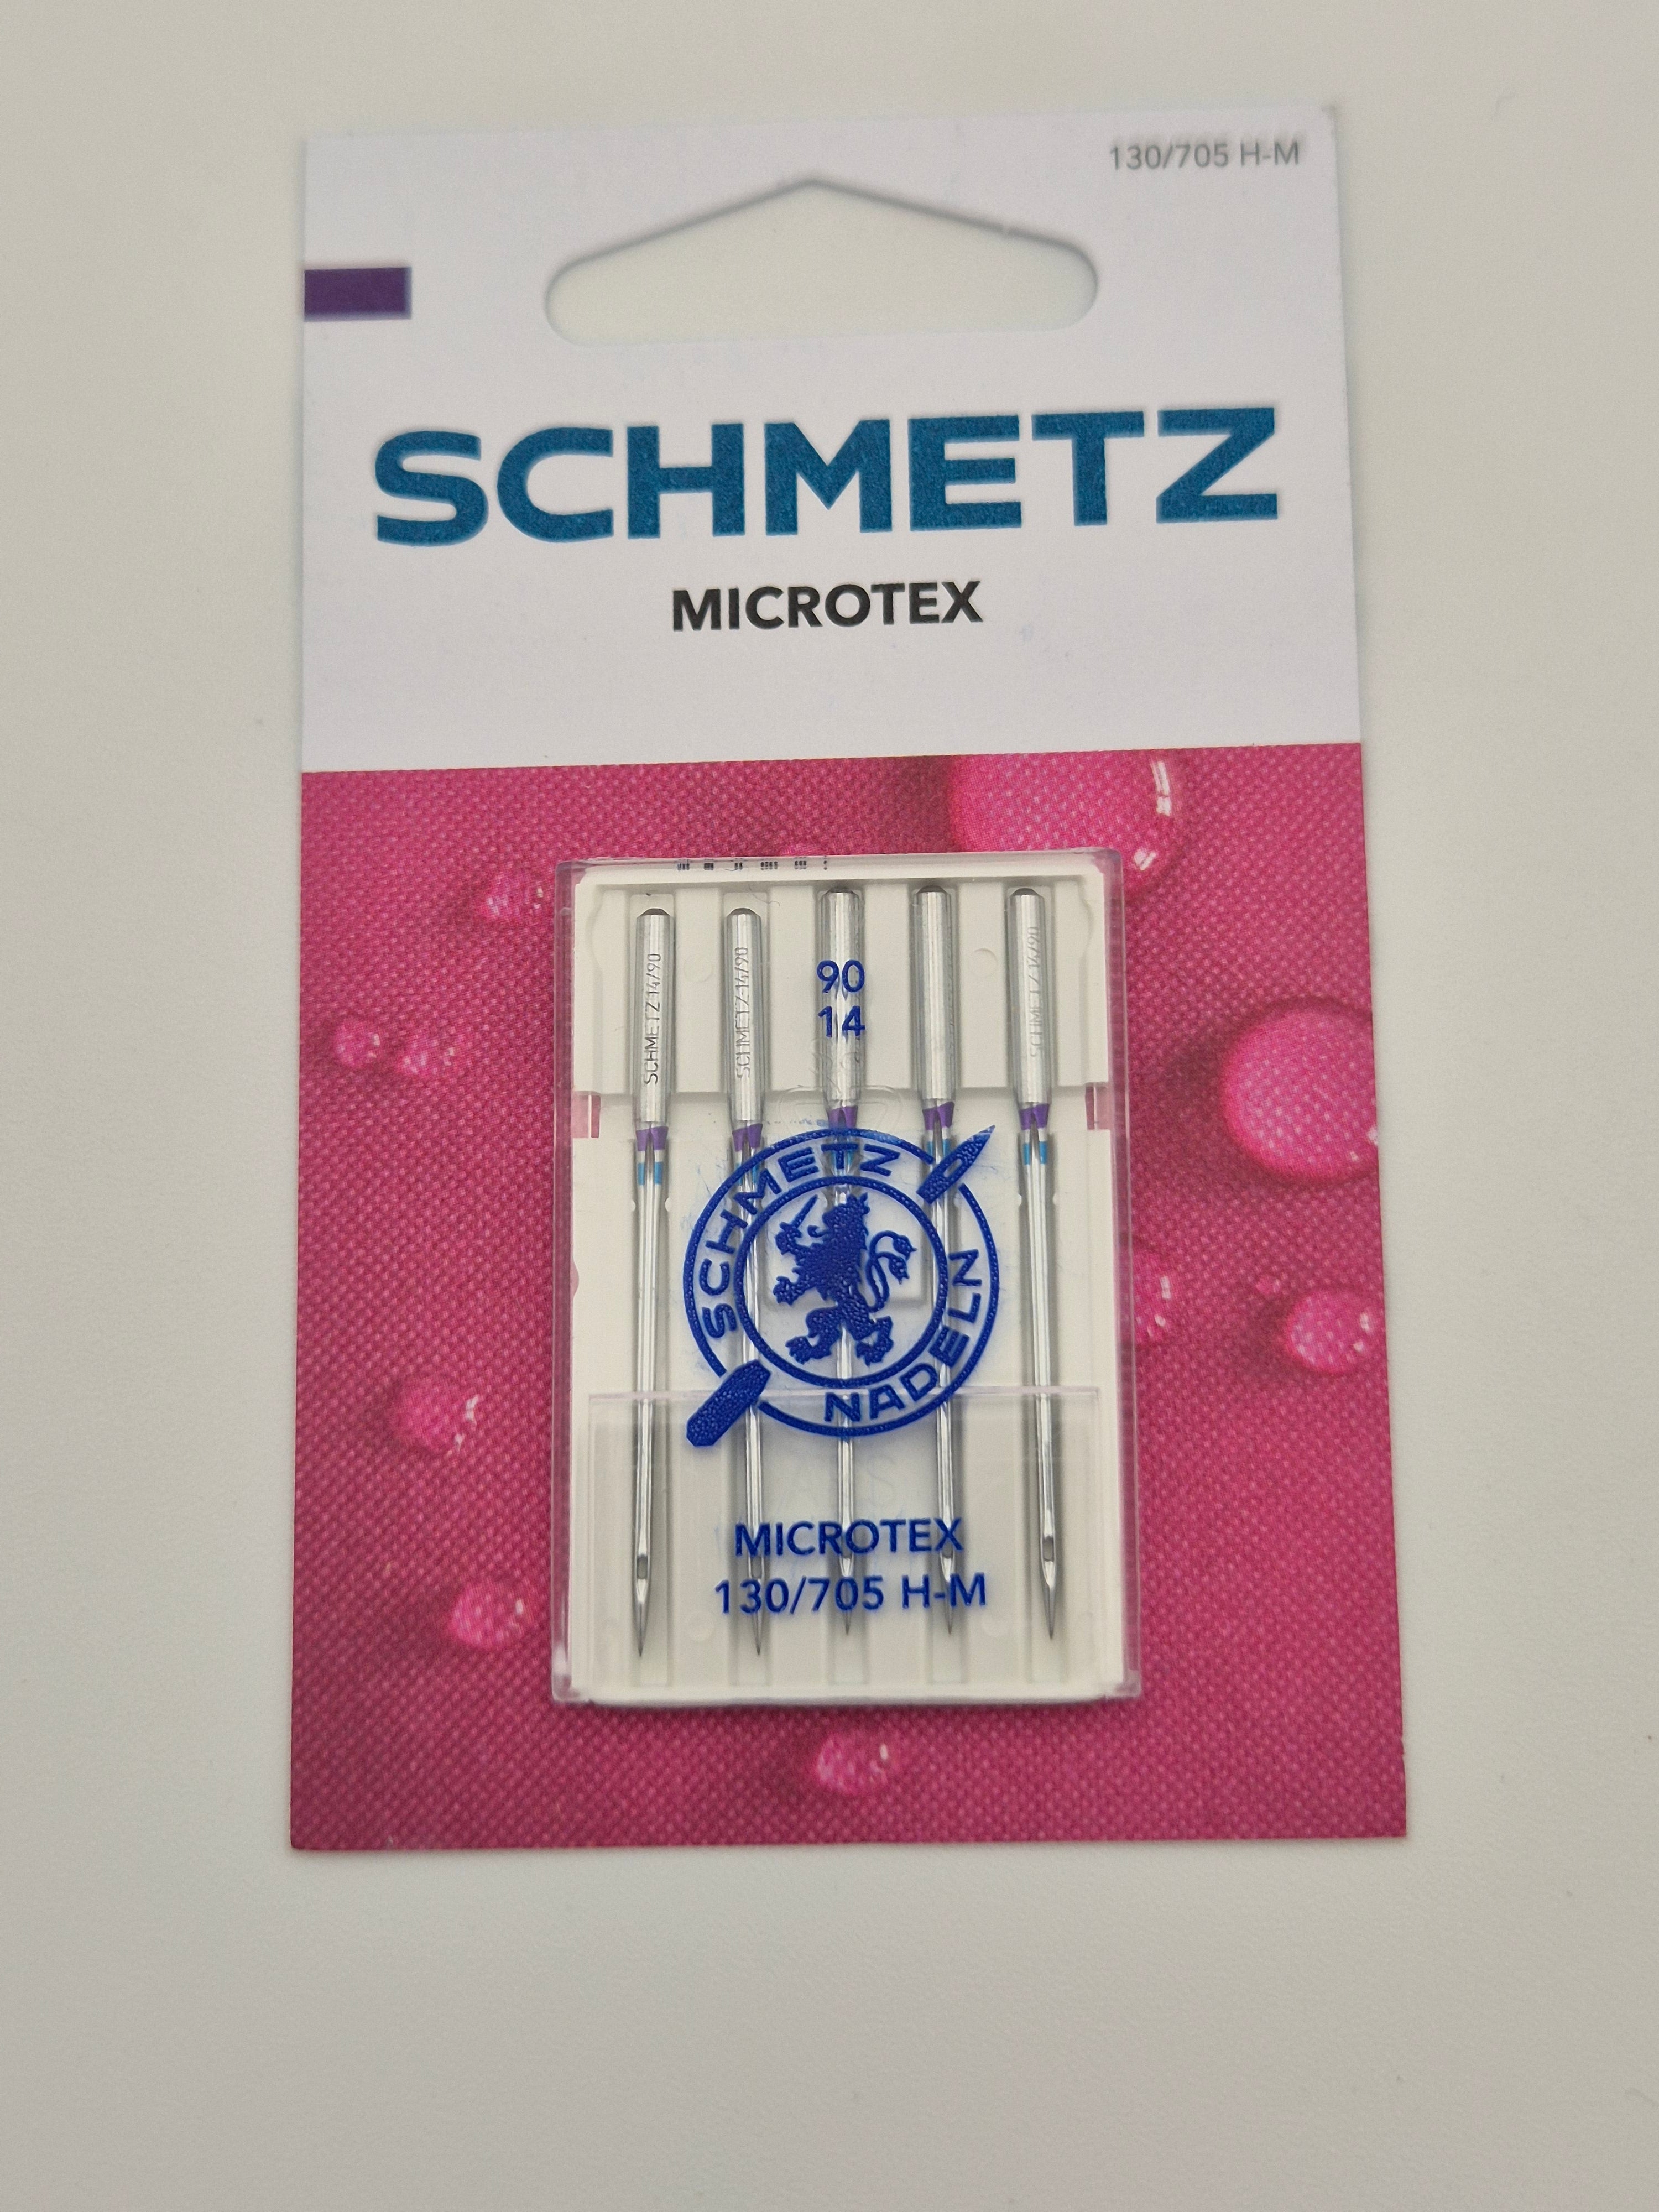 130/705 H-M
SCHMETZ
MICROTEX
SCHMETZ 14/90
SCHMETZ 14/90
90
14
SCHMETZ 14/90
SCHMETZ
NADELN
MICROTEX
130/705 H-M